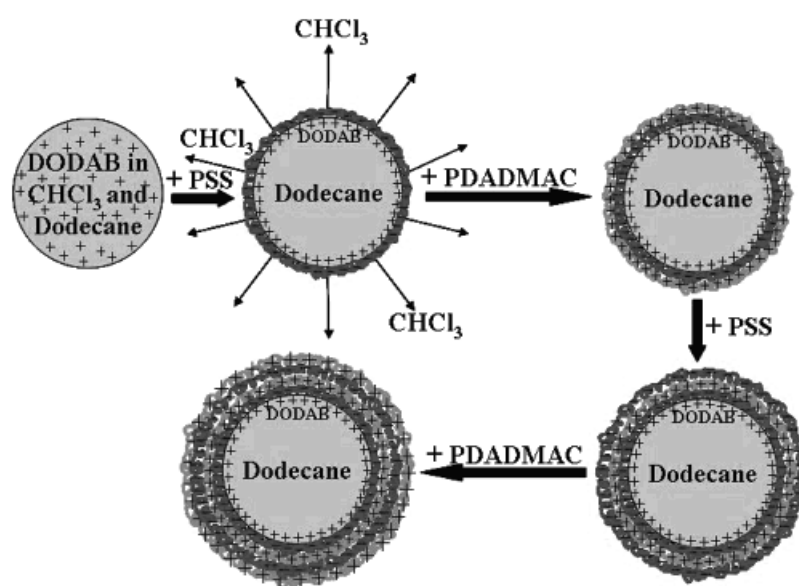 DODAB in
CHCl₃ and
Dodecane
+ PSS
CHCl₃
CHCl₃
CHCl₃
DODAB
Dodecane
+ PDADMAC
DODAB
Dodecane
+ PSS
DODAB
Dodecane
+ PDADMAC
DODAB
Dodecane